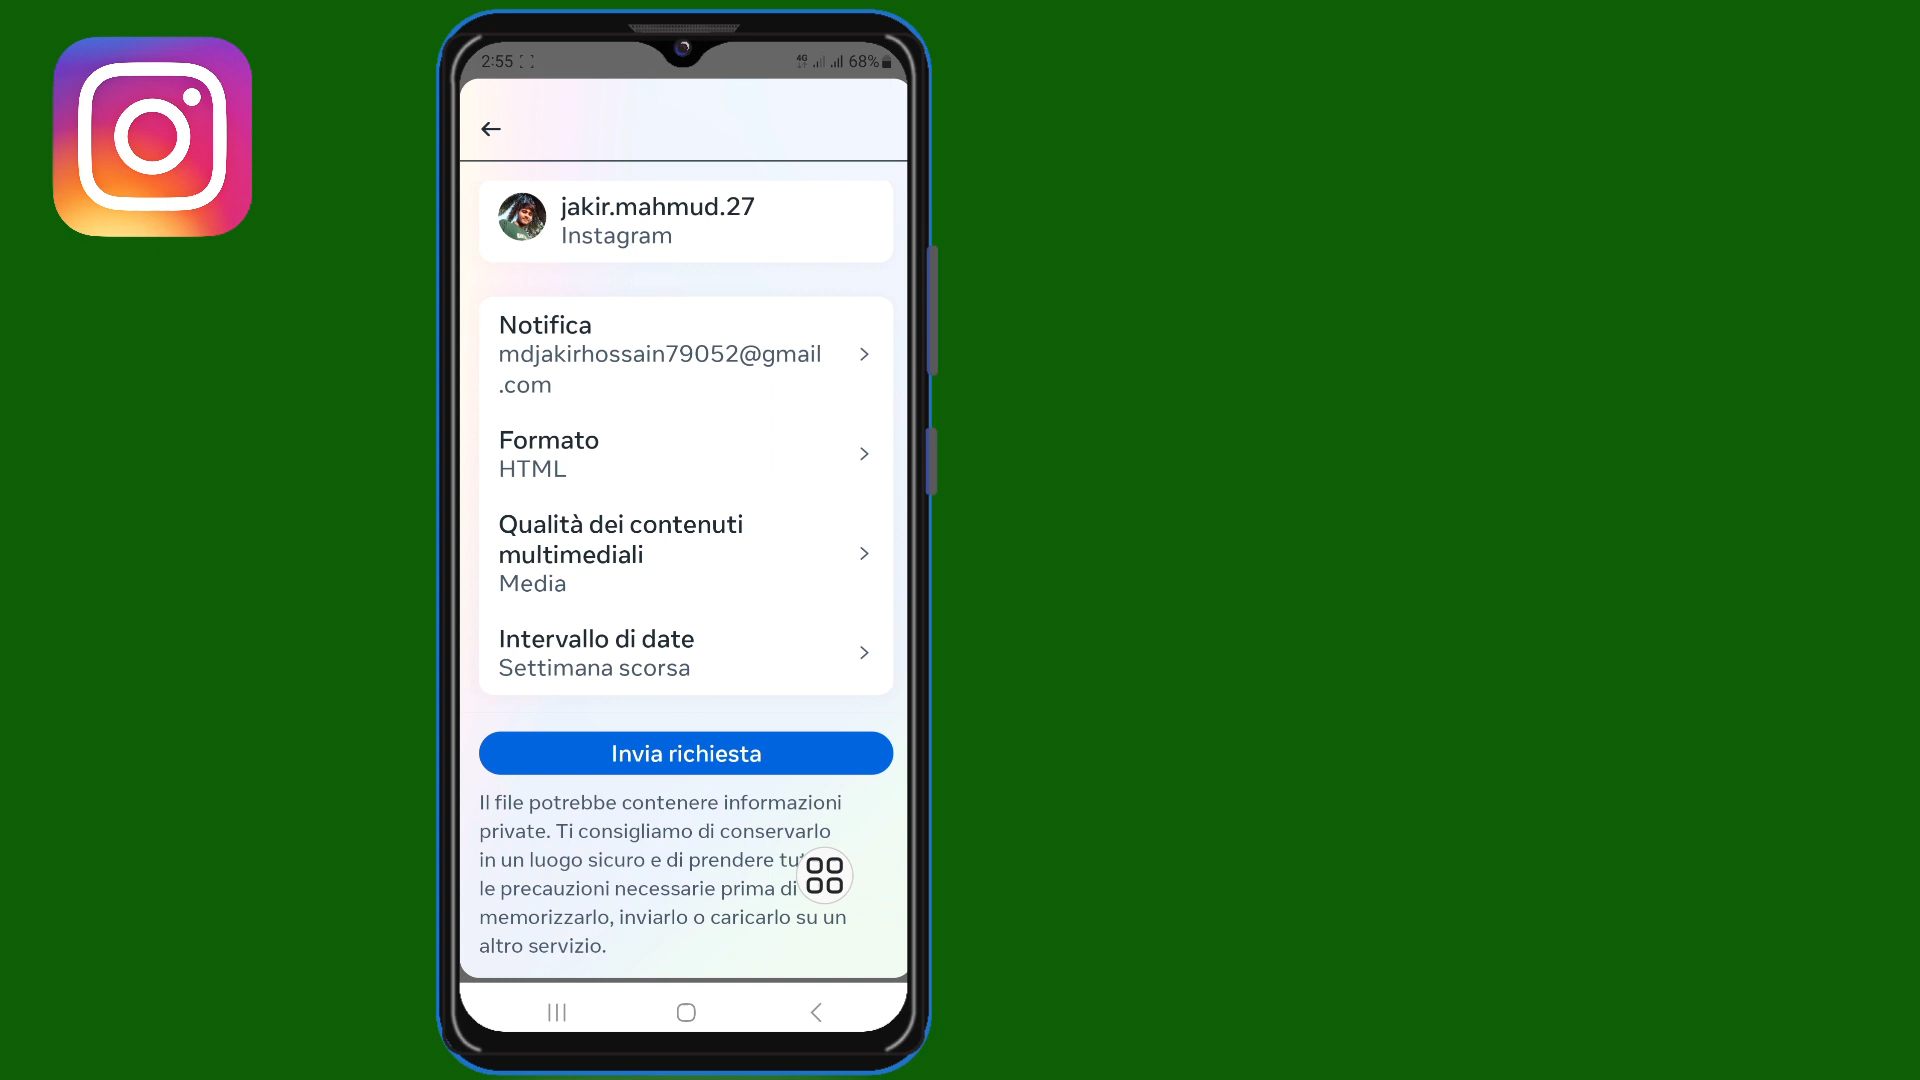 2:55
4G 68%
jakir.mahmud.27
Instagram
Notifica
mdjakirhossain79052@gmail
.com
Formato
HTML
Qualità dei contenuti
multimediali
Media
Intervallo di date
Settimana scorsa
Invia richiesta
Il file potrebbe contenere informazioni
private. Ti consigliamo di conservarlo
in un luogo sicuro e di prendere
le precauzioni necessarie prima di
memorizzarlo, inviarlo o caricarlo su un
altro servizio.